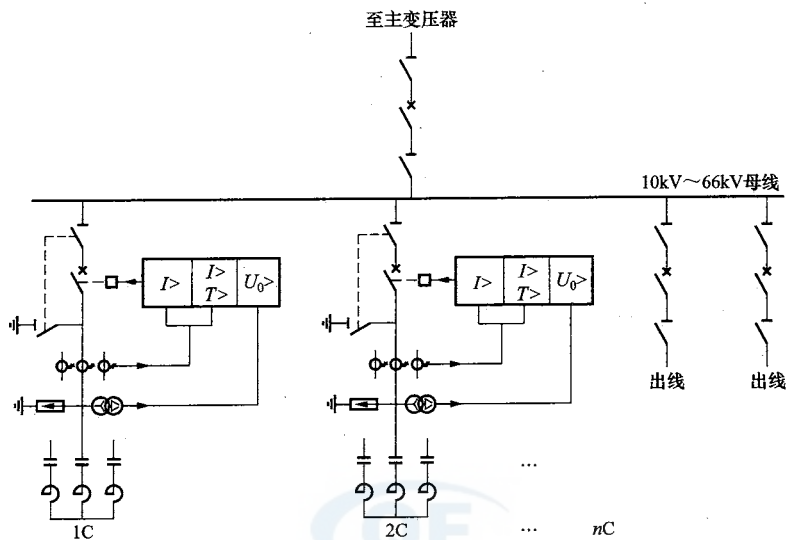 至主变压器
10kV～66kV母线
I> I> T> U₀>
I> I> T> U₀>
出线 出线
...
1C 2C ... nC